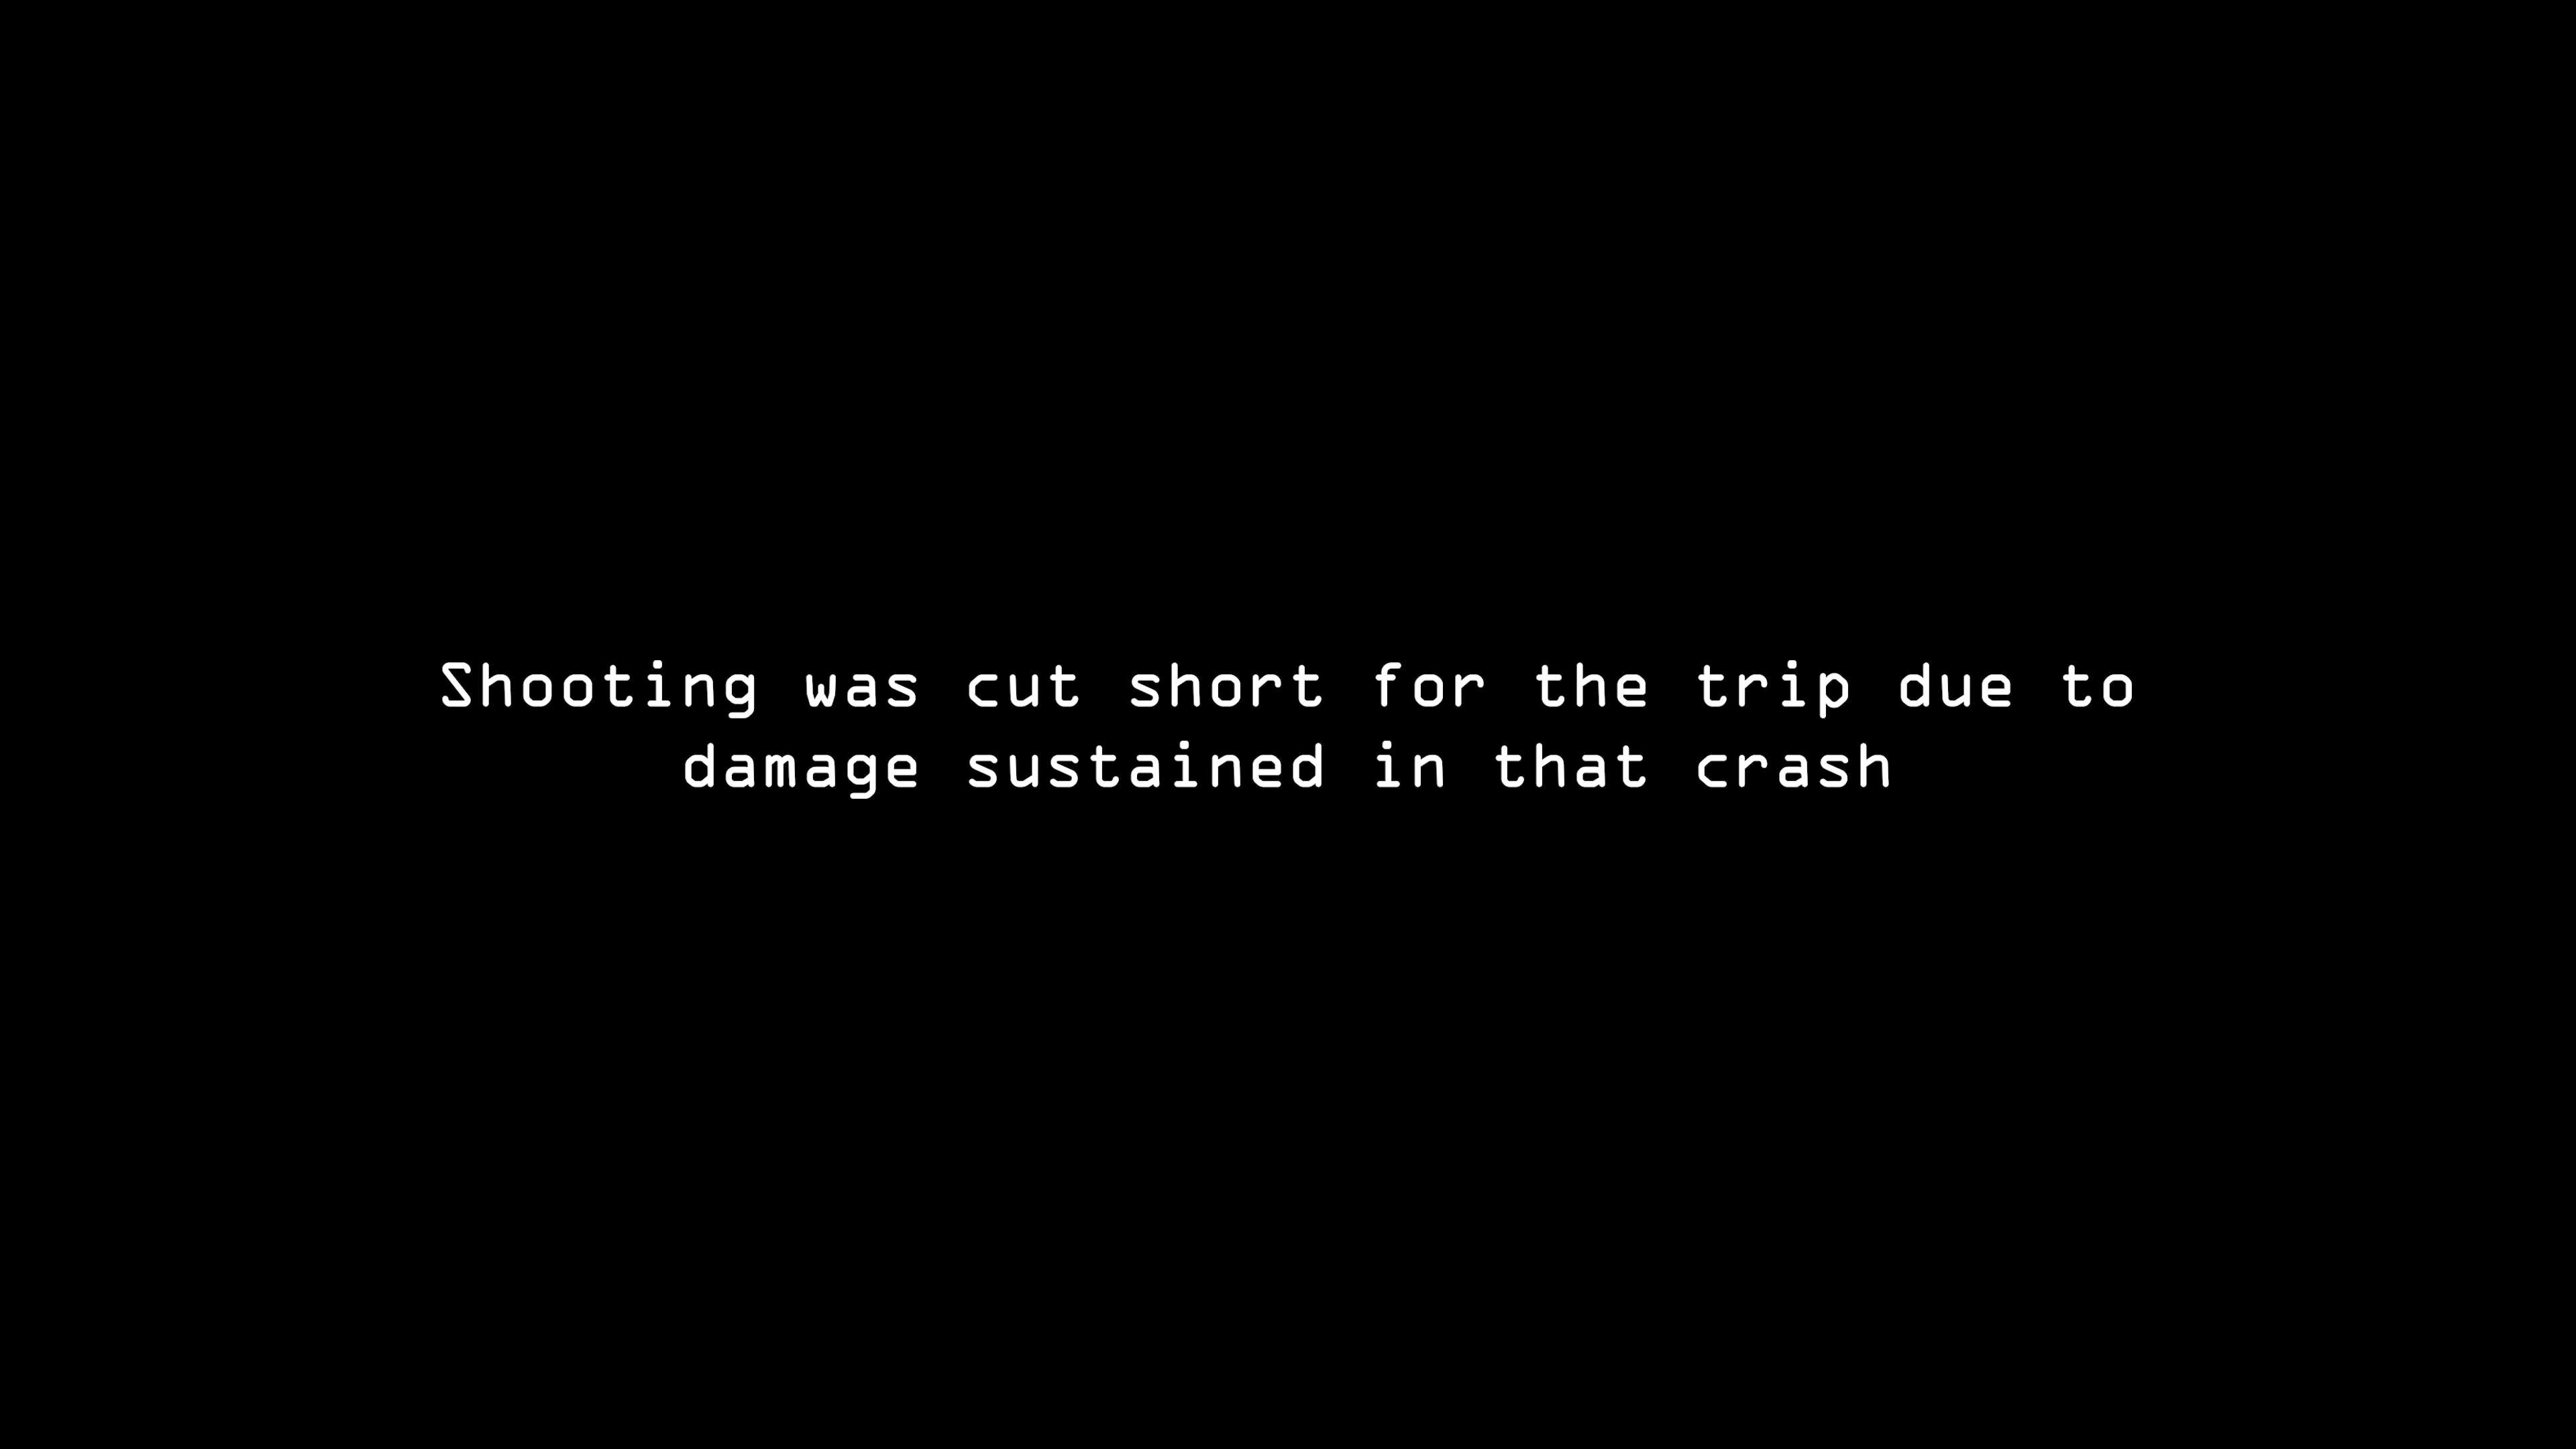 Shooting was cut short for the trip due to
damage sustained in that crash